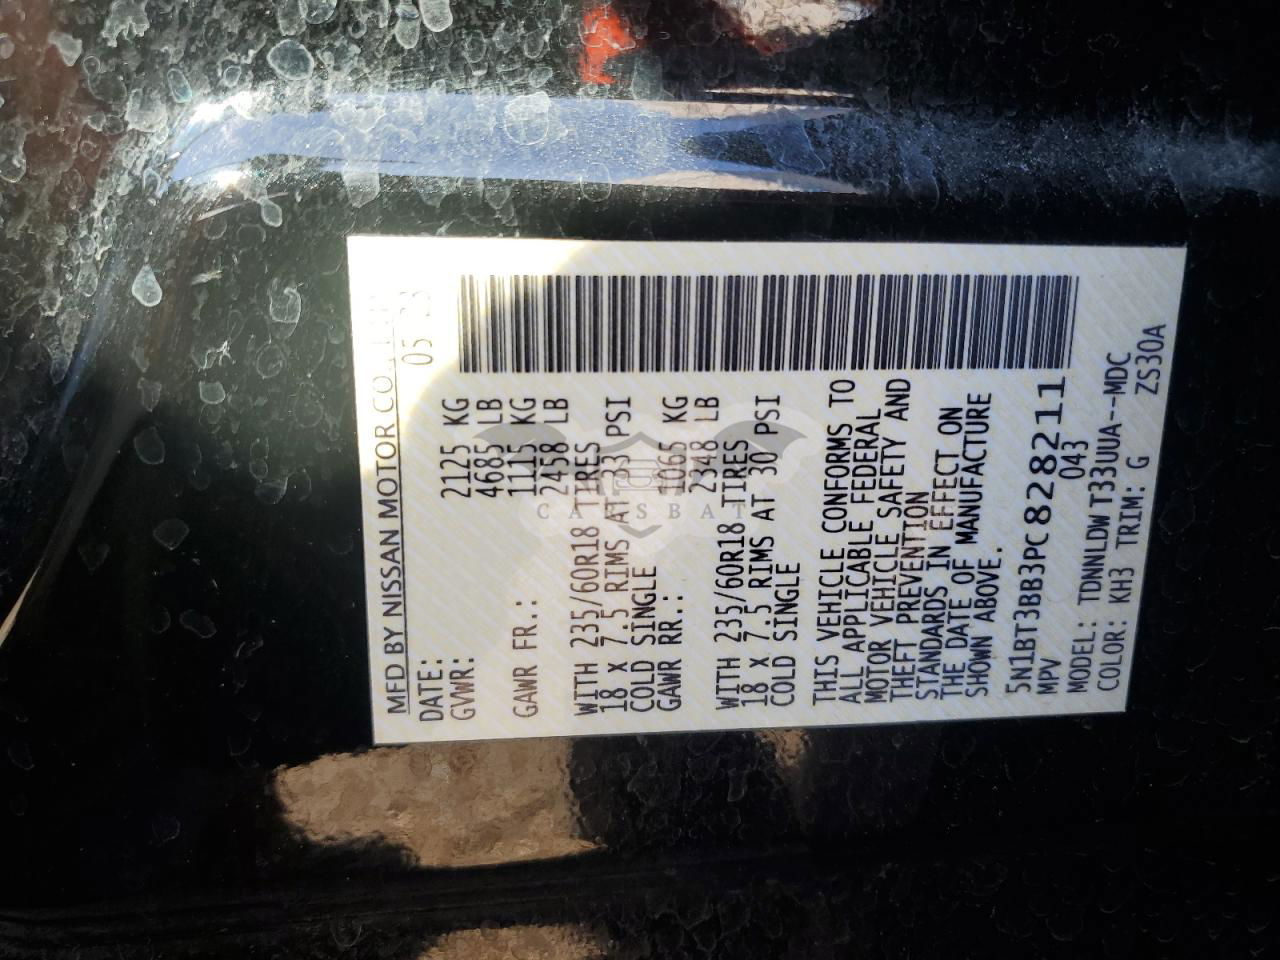 MFD BY NISSAN MOTOR CO.
DATE: 05 23
GVWR: 2125 KG
4685 LB
GAWR FR.: 1115 KG
2458 LB
WITH 235/60R18 TIRES
18 X 7.5 RIMS AT 33 PSI
COLD SINGLE
GAWR RR.: 1065 KG
2348 LB
WITH 235/60R18 TIRES
18 X 7.5 RIMS AT 30 PSI
COLD SINGLE
THIS VEHICLE CONFORMS TO
ALL APPLICABLE FEDERAL
MOTOR VEHICLE SAFETY AND
THEFT PREVENTION
STANDARDS IN EFFECT ON
THE DATE OF MANUFACTURE
SHOWN ABOVE.
5N1BT3BB3PC828211
MPV 043
MODEL: TDNNLDWT33UUA--MDC
COLOR: KH3 TRIM: G ZS30A
CARSBAT